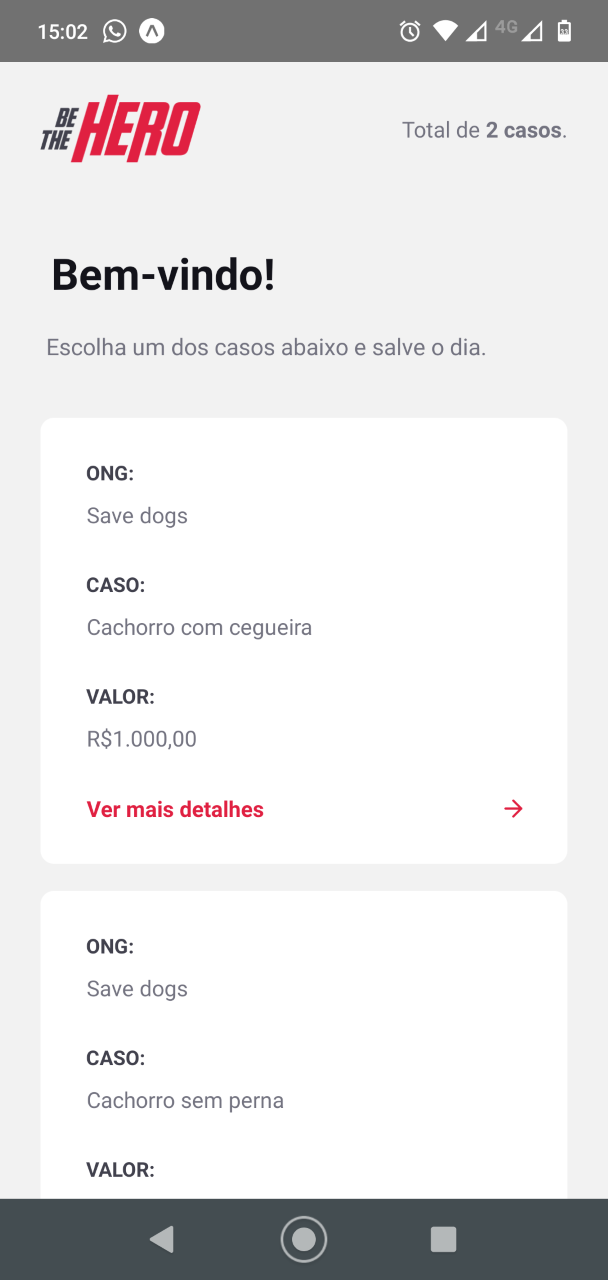 15:02
4G
33
BE
THE
HERO
Total de 2 casos.
Bem-vindo!
Escolha um dos casos abaixo e salve o dia.
ONG:
Save dogs
CASO:
Cachorro com cegueira
VALOR:
R$1.000,00
Ver mais detalhes
ONG:
Save dogs
CASO:
Cachorro sem perna
VALOR: